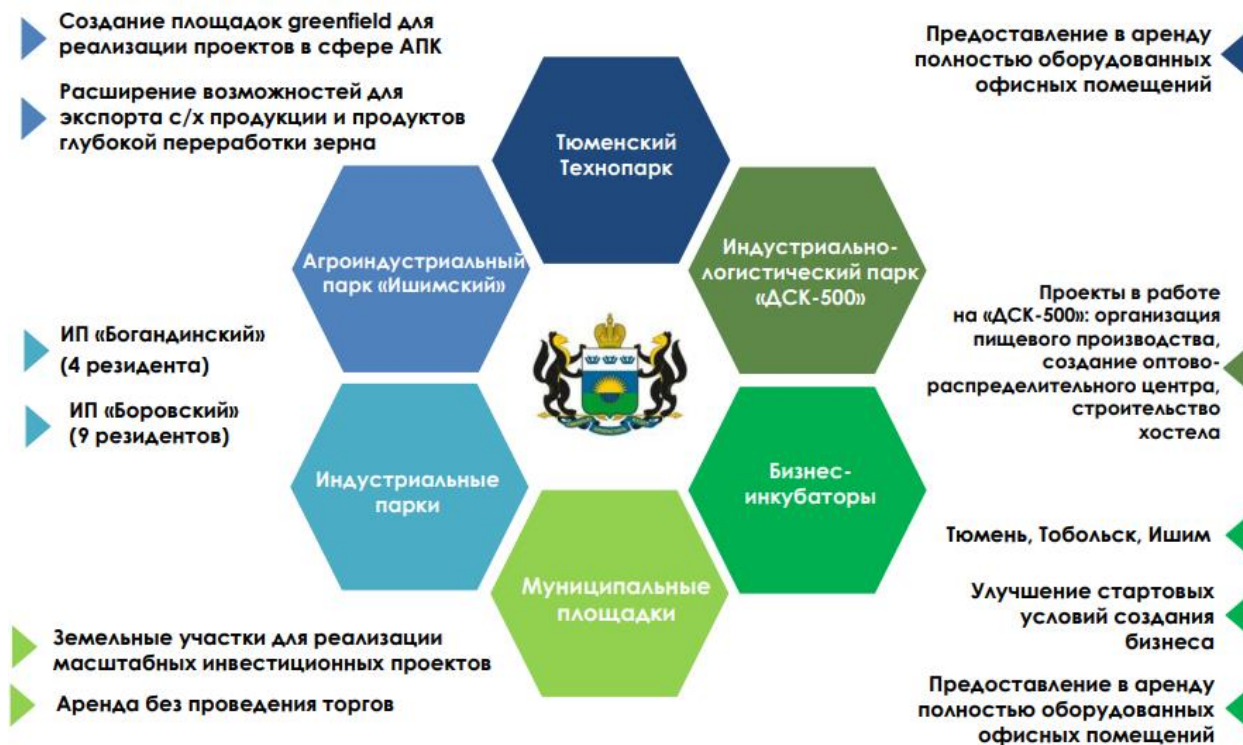 Создание площадок greenfield для
реализации проектов в сфере АПК
Расширение возможностей для
экспорта с/х продукции и продуктов
глубокой переработки зерна
Предоставление в аренду
полностью оборудованных
офисных помещений
Тюменский
Технопарк
Агроиндустриальный
парк «Ишимский»
Индустриально-
логистический парк
«ДСК-500»
ИП «Богандинский»
(4 резидента)
ИП «Боровский»
(9 резидентов)
Проекты в работе
на «ДСК-500»: организация
пищевого производства,
создание оптово-
распределительного центра,
строительство
хостела
Индустриальные
парки
Бизнес-
инкубаторы
Муниципальные
площадки
Тюмень, Тобольск, Ишим
Улучшение стартовых
условий создания
бизнеса
Предоставление в аренду
полностью оборудованных
офисных помещений
Земельные участки для реализации
масштабных инвестиционных проектов
Аренда без проведения торгов